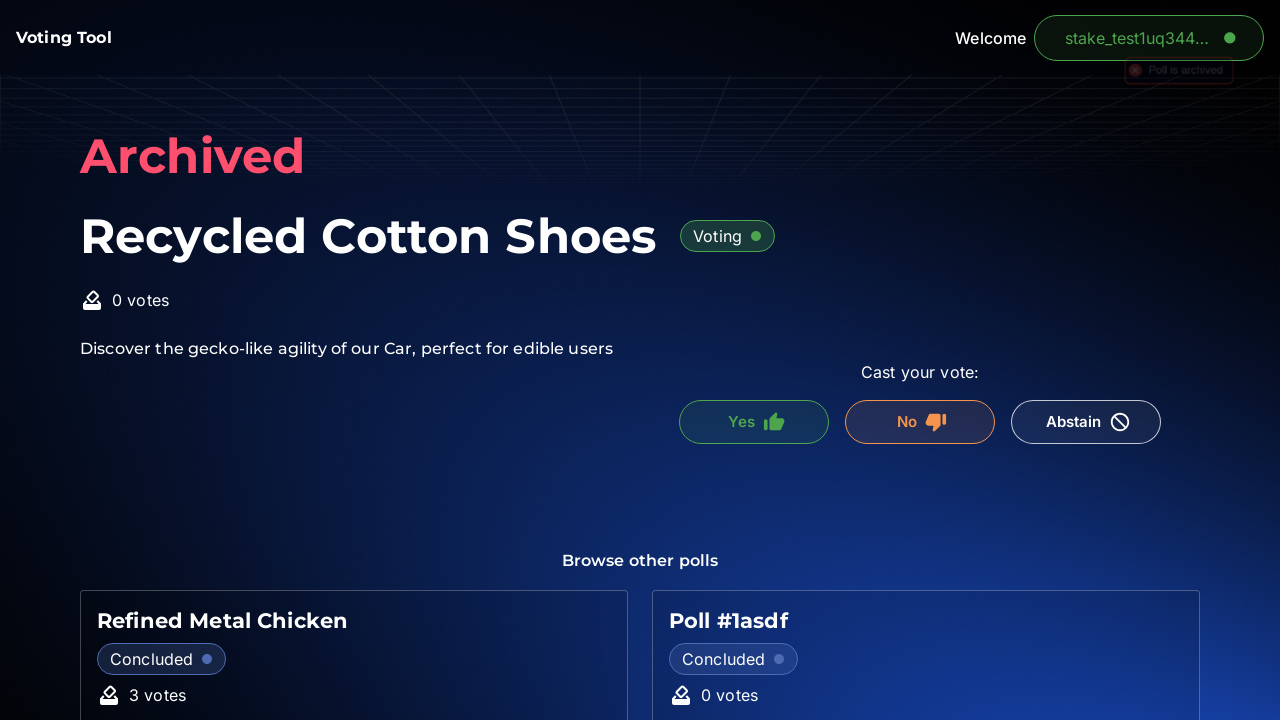 Voting Tool
Welcome
stake_test1uq344...
Poll is archived
Archived
Recycled Cotton Shoes
Voting
0 votes
Discover the gecko-like agility of our Car, perfect for edible users
Cast your vote:
Yes
No
Abstain
Browse other polls
Refined Metal Chicken
Concluded
3 votes
Poll #1asdf
Concluded
0 votes